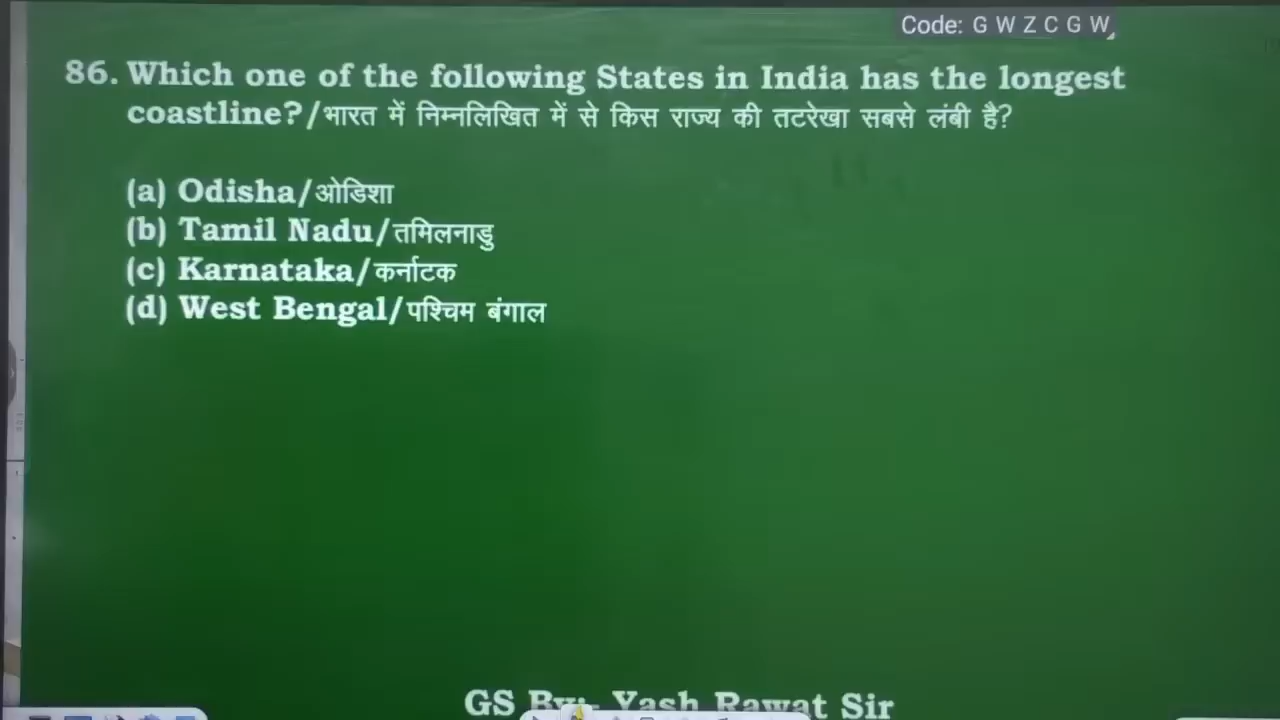 Code: G W Z C G W
86. Which one of the following States in India has the longest
coastline?/भारत में निम्नलिखित में से किस राज्य की तटरेखा सबसे लंबी है?
(a) Odisha/ओडिशा
(b) Tamil Nadu/तमिलनाडु
(c) Karnataka/कर्नाटक
(d) West Bengal/पश्चिम बंगाल
GS By:- Yash Rawat Sir